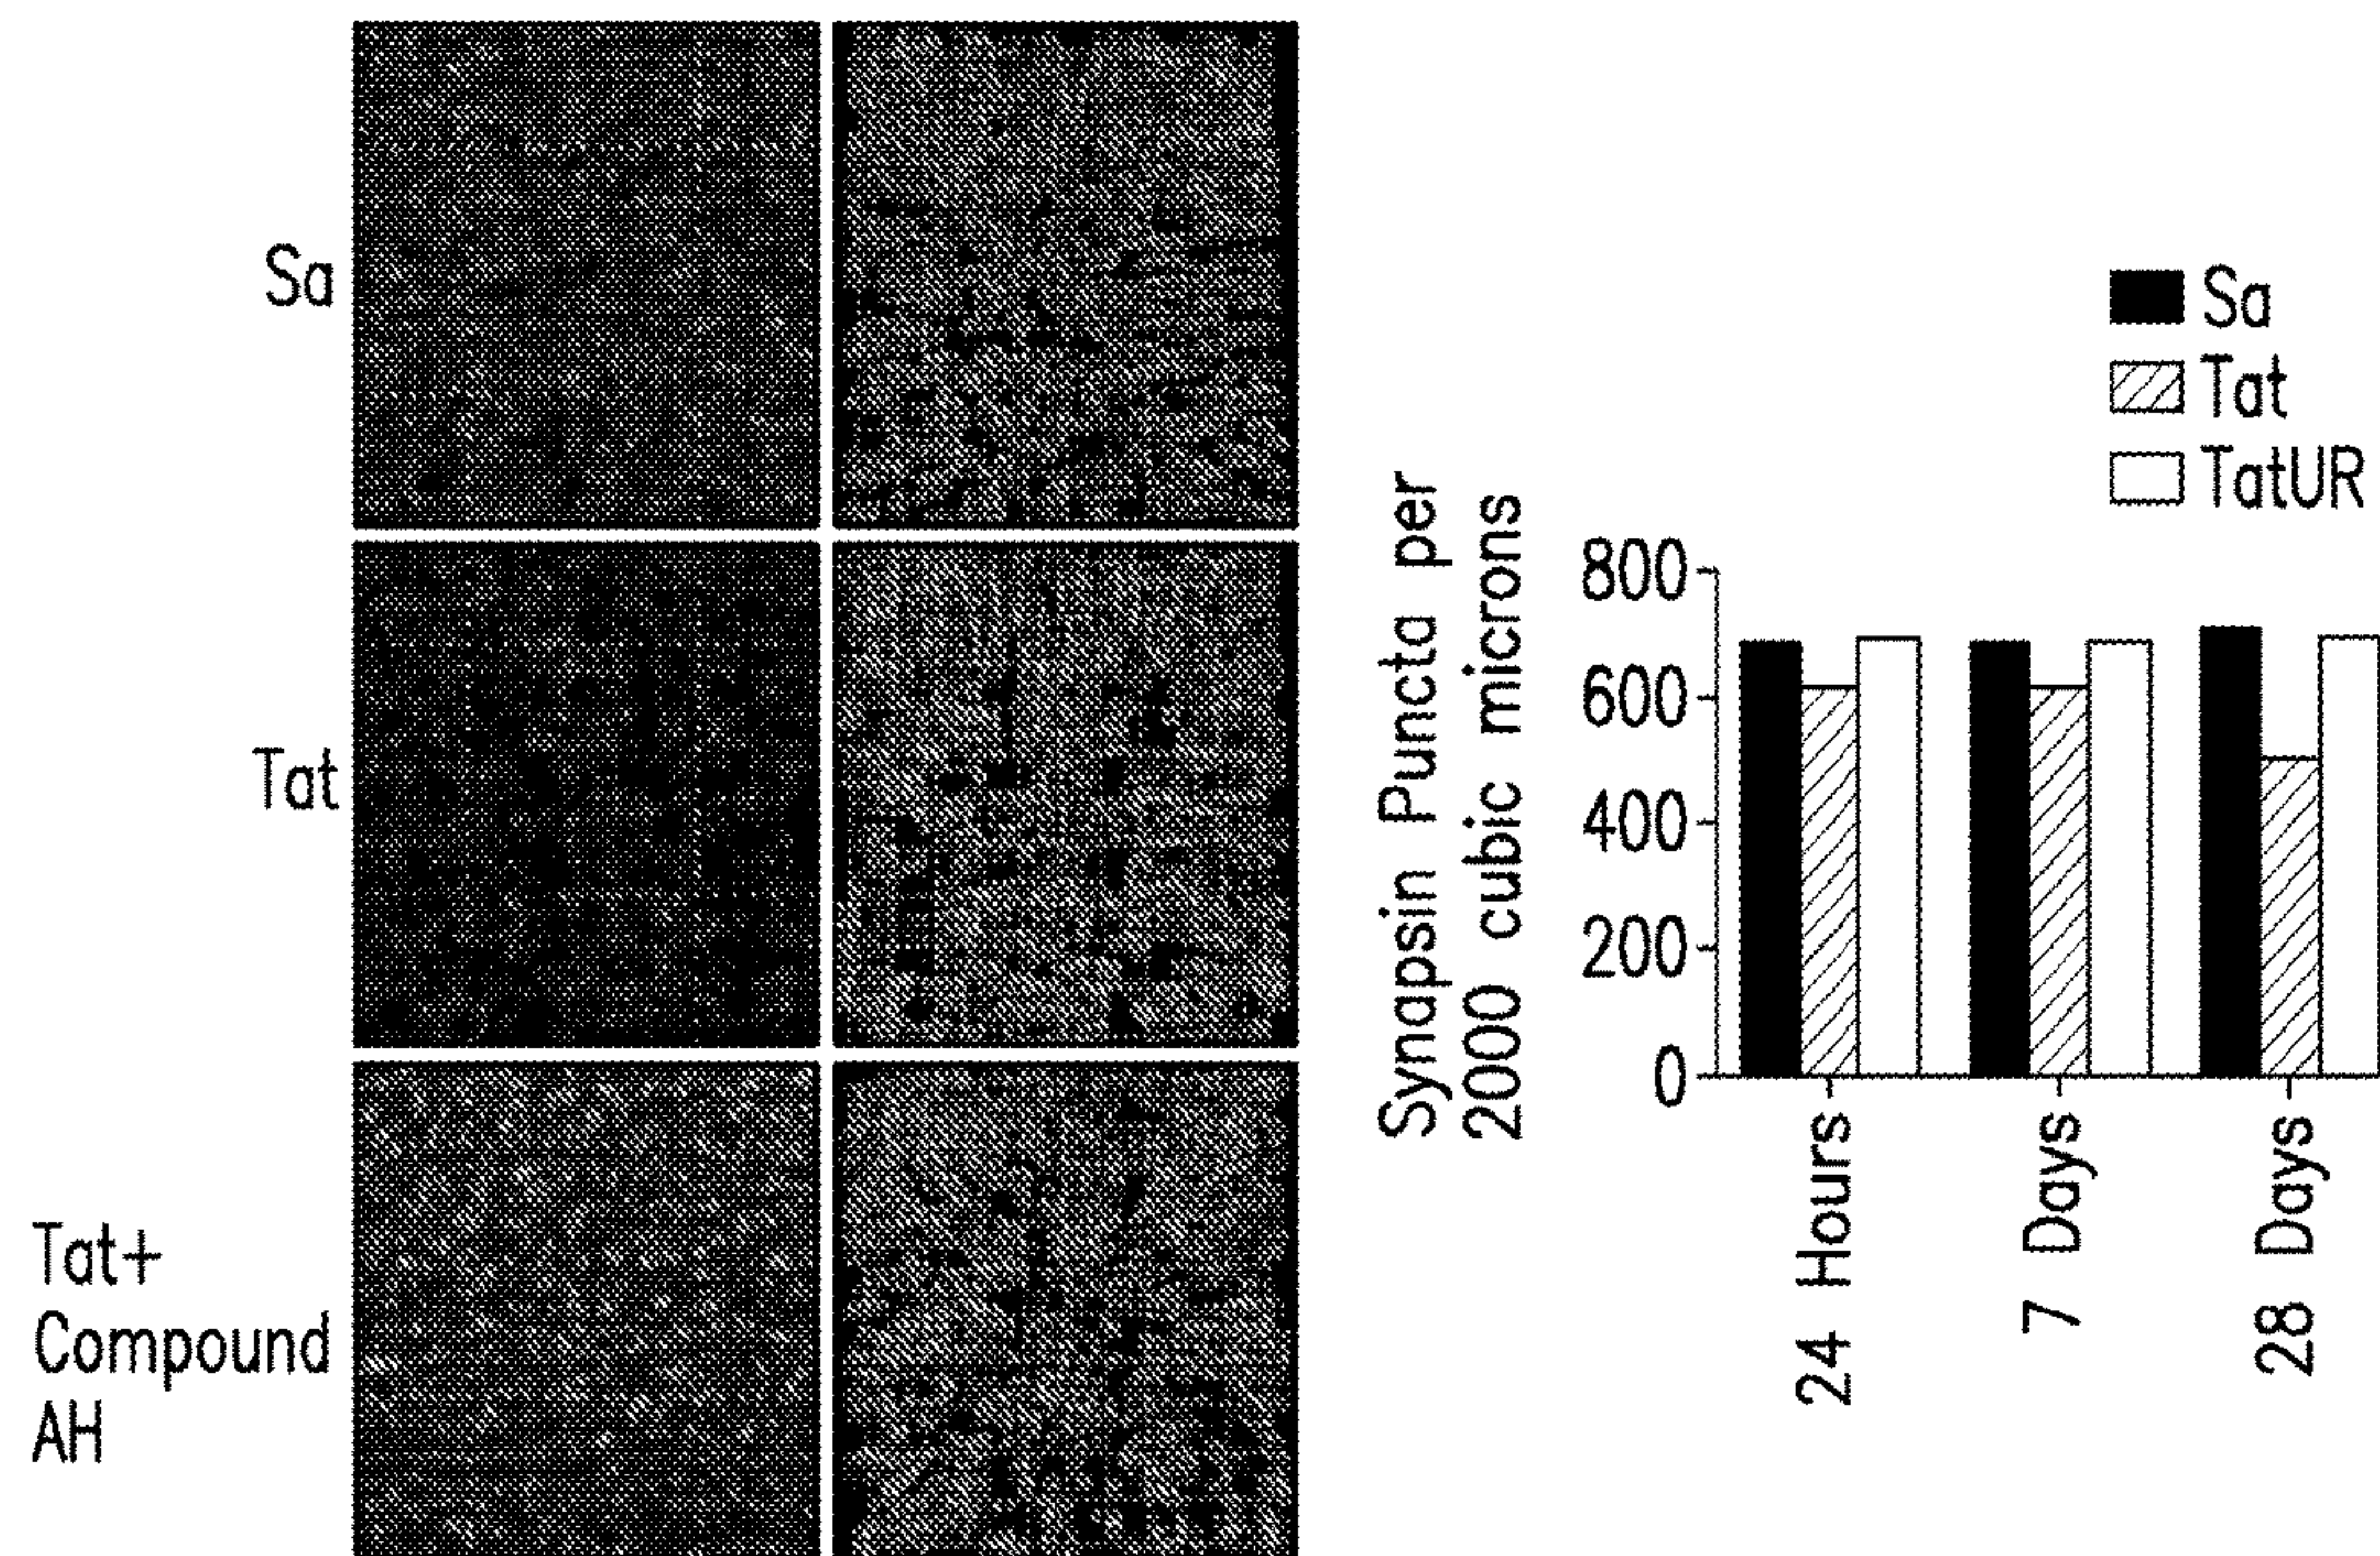 Sa
Tat
Tat+
Compound
AH
Sa
Tat
TatUR
Synapsin Puncta per
2000 cubic microns
800
600
400
200
0
24 Hours
7 Days
28 Days